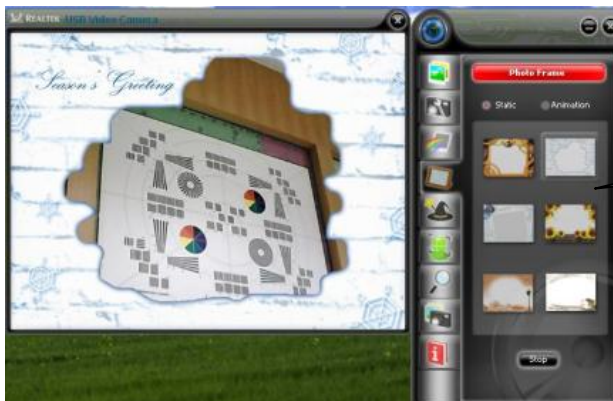 REALTEK USB Video Camera
Season's Greeting
Photo Frame
Static
Animation
Stop